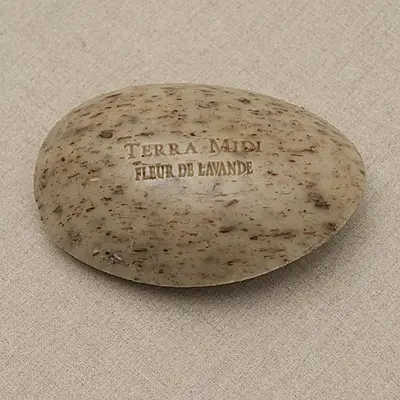 TERRA MIDI
FLEUR DE LAVANDE